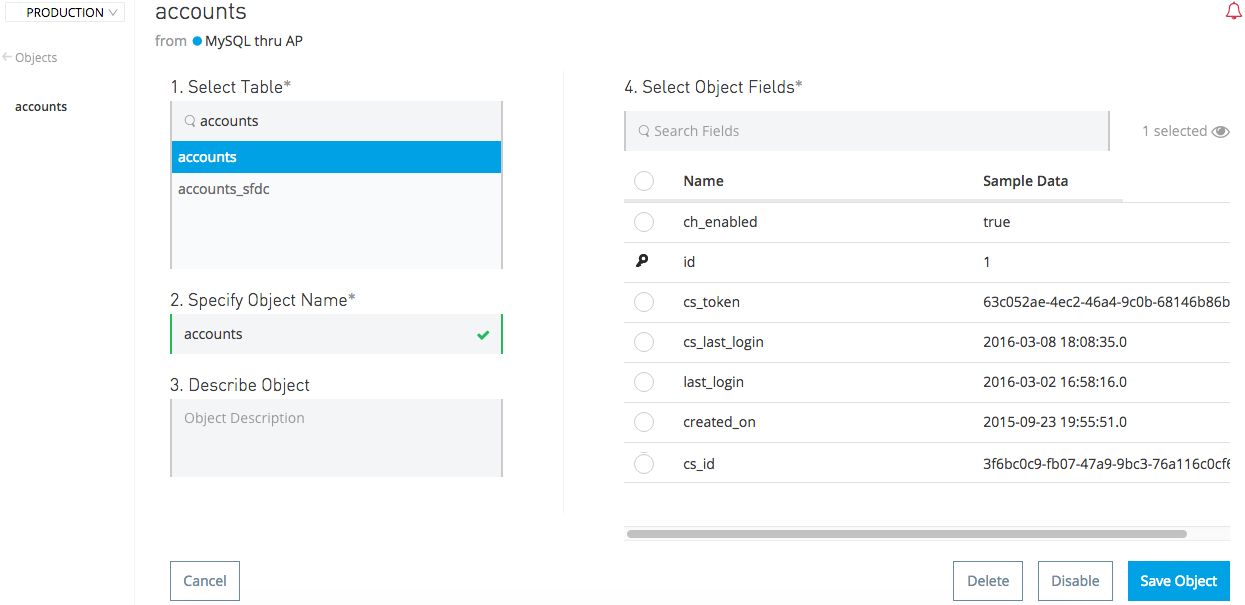 PRODUCTION
accounts
from MySQL thru AP
Objects
accounts
1. Select Table*
accounts
accounts
accounts_sfdc
2. Specify Object Name*
accounts
3. Describe Object
Object Description
4. Select Object Fields*
Search Fields
1 selected
Name Sample Data
ch_enabled true
id 1
cs_token 63c052ae-4ec2-46a4-9c0b-68146b86b
cs_last_login 2016-03-08 18:08:35.0
last_login 2016-03-02 16:58:16.0
created_on 2015-09-23 19:55:51.0
cs_id 3f6bc0c9-fb07-47a9-9bc3-76a116c0cf6
Cancel
Delete
Disable
Save Object